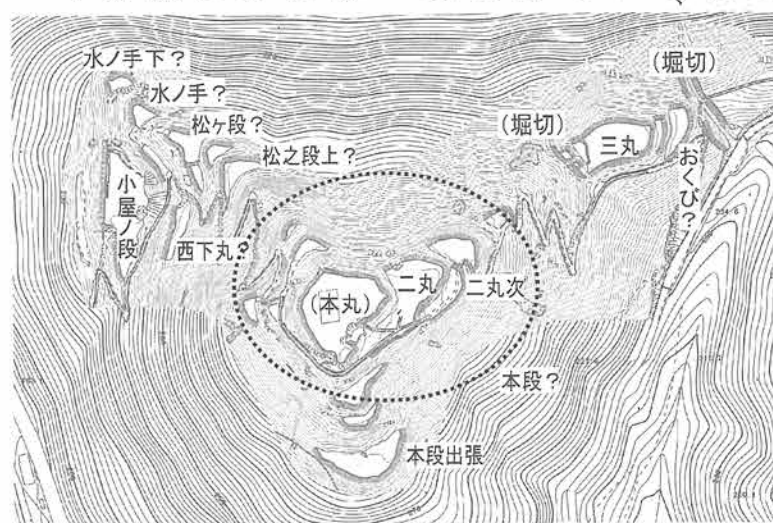 水ノ手下？
水ノ手？
松ヶ段？
松之段上？
小屋ノ段
西下丸？
（本丸）
二丸
二丸次
本段？
本段出張
（堀切）
三丸
（堀切）
おくび？